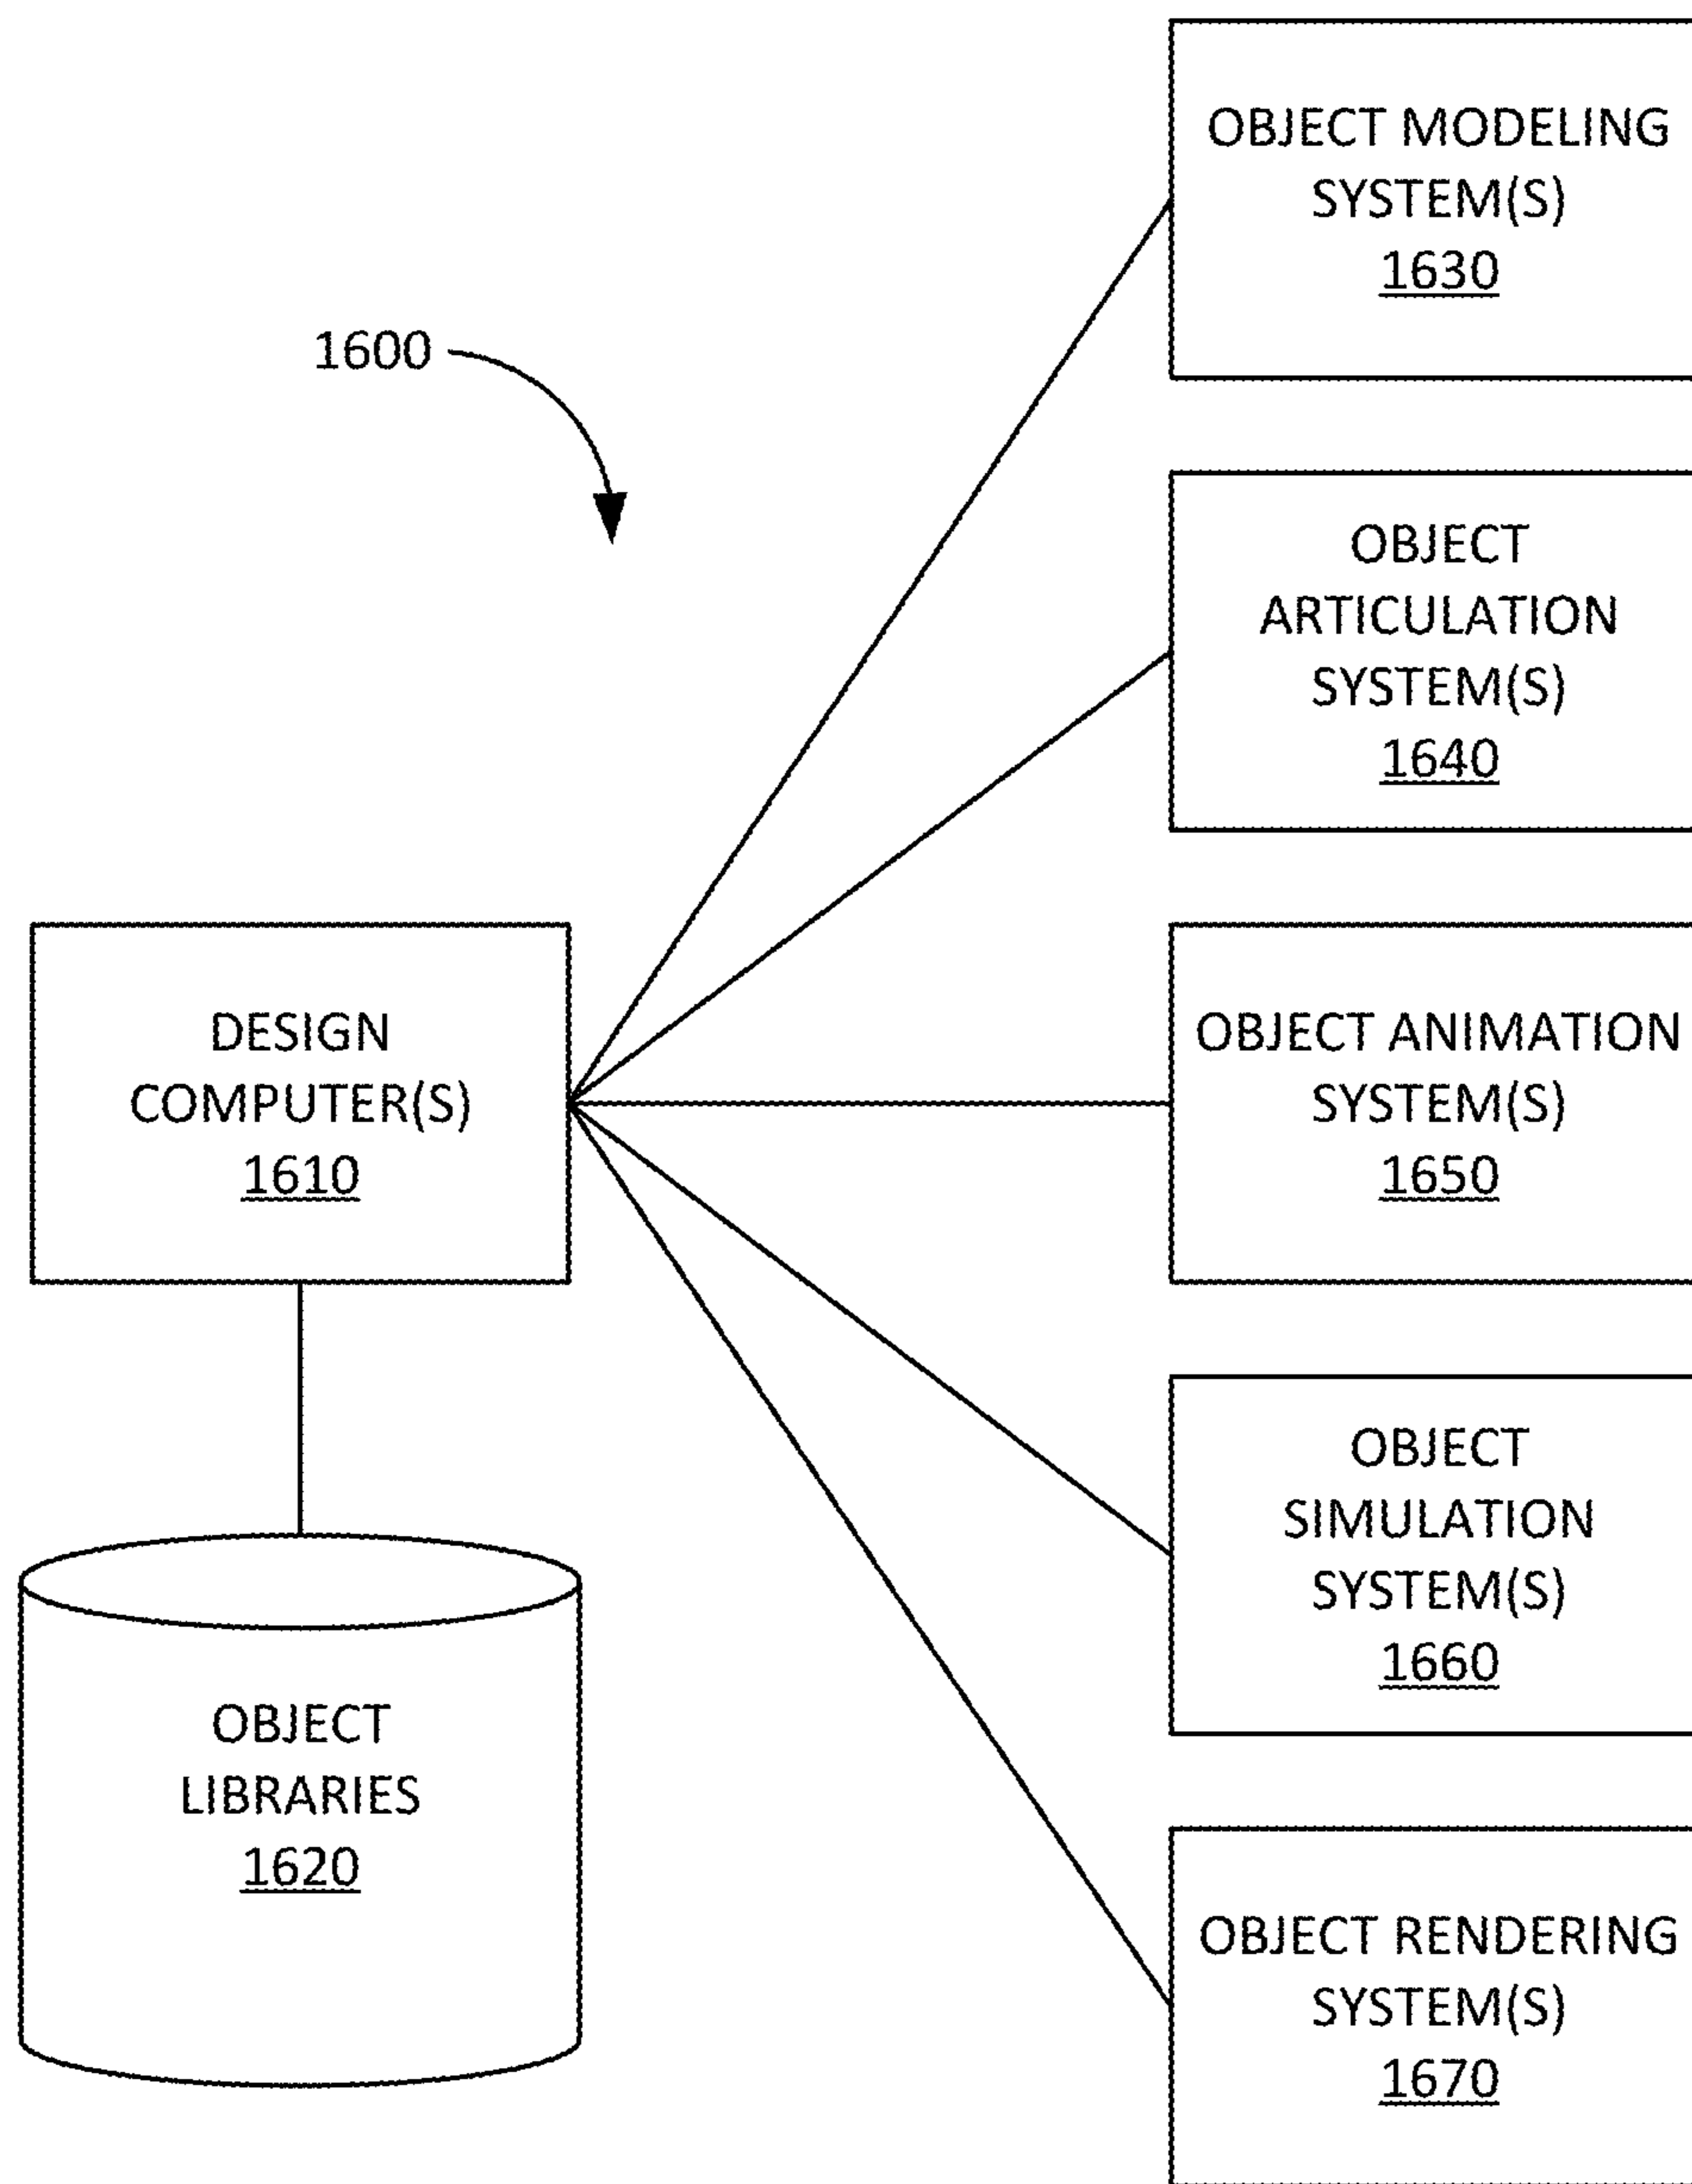 1600
OBJECT MODELING
SYSTEM(S)
1630
OBJECT
ARTICULATION
SYSTEM(S)
1640
DESIGN
COMPUTER(S)
1610
OBJECT ANIMATION
SYSTEM(S)
1650
OBJECT
SIMULATION
SYSTEM(S)
1660
OBJECT
LIBRARIES
1620
OBJECT RENDERING
SYSTEM(S)
1670